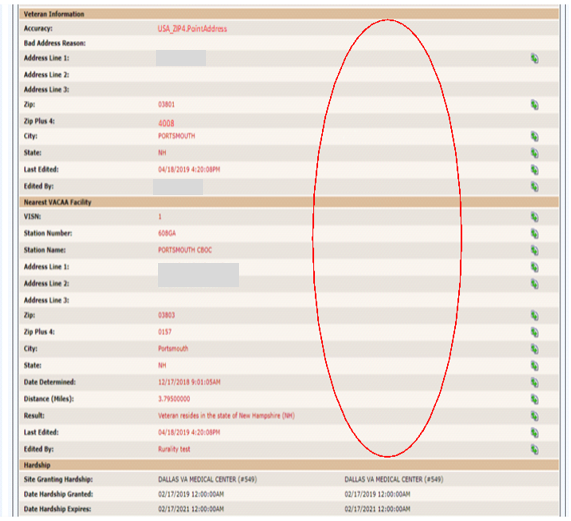 Veteran Information
Accuracy: USA_ZIP4.PointAddress
Bad Address Reason:
Address Line 1:
Address Line 2:
Address Line 3:
Zip: 03801
Zip Plus 4: 4008
City: PORTSMOUTH
State: NH
Last Edited: 04/18/2019 4:20:08PM
Edited By:
Nearest VACAA Facility
VISN: 1
Station Number: 608GA
Station Name: PORTSMOUTH CBOC
Address Line 1:
Address Line 2:
Address Line 3:
Zip: 03803
Zip Plus 4: 0157
City: Portsmouth
State: NH
Date Determined: 12/17/2018 9:01:05AM
Distance (Miles): 3.79500000
Result: Veteran resides in the state of New Hampshire (NH)
Last Edited: 04/18/2019 4:20:08PM
Edited By: Rurality test
Hardship
Site Granting Hardship: DALLAS VA MEDICAL CENTER (#549) DALLAS VA MEDICAL CENTER (#549)
Date Hardship Granted: 02/17/2019 12:00:00AM 02/17/2019 12:00:00AM
Date Hardship Expires: 02/17/2021 12:00:00AM 02/17/2021 12:00:00AM